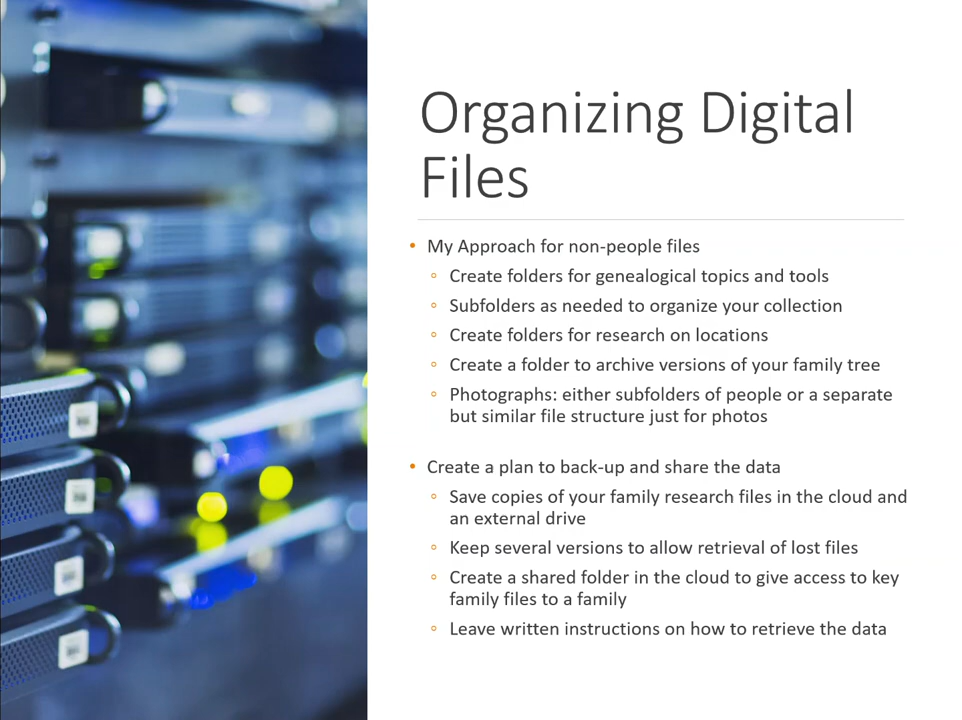 Organizing Digital
Files
• My Approach for non-people files
◦ Create folders for genealogical topics and tools
◦ Subfolders as needed to organize your collection
◦ Create folders for research on locations
◦ Create a folder to archive versions of your family tree
◦ Photographs: either subfolders of people or a separate
but similar file structure just for photos
• Create a plan to back-up and share the data
◦ Save copies of your family research files in the cloud and
an external drive
◦ Keep several versions to allow retrieval of lost files
◦ Create a shared folder in the cloud to give access to key
family files to a family
◦ Leave written instructions on how to retrieve the data